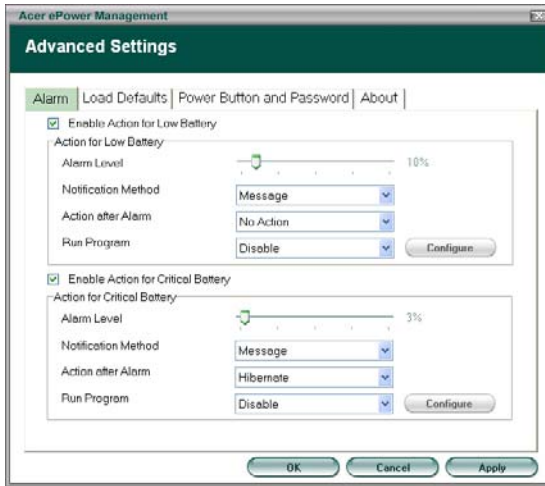 Acer ePower Management
Advanced Settings
Alarm Load Defaults Power Button and Password About
Enable Action for Low Battery
Action for Low Battery
Alarm Level 10%
Notification Method Message
Action after Alarm No Action
Run Program Disable Configure
Enable Action for Critical Battery
Action for Critical Battery
Alarm Level 3%
Notification Method Message
Action after Alarm Hibernate
Run Program Disable Configure
OK Cancel Apply